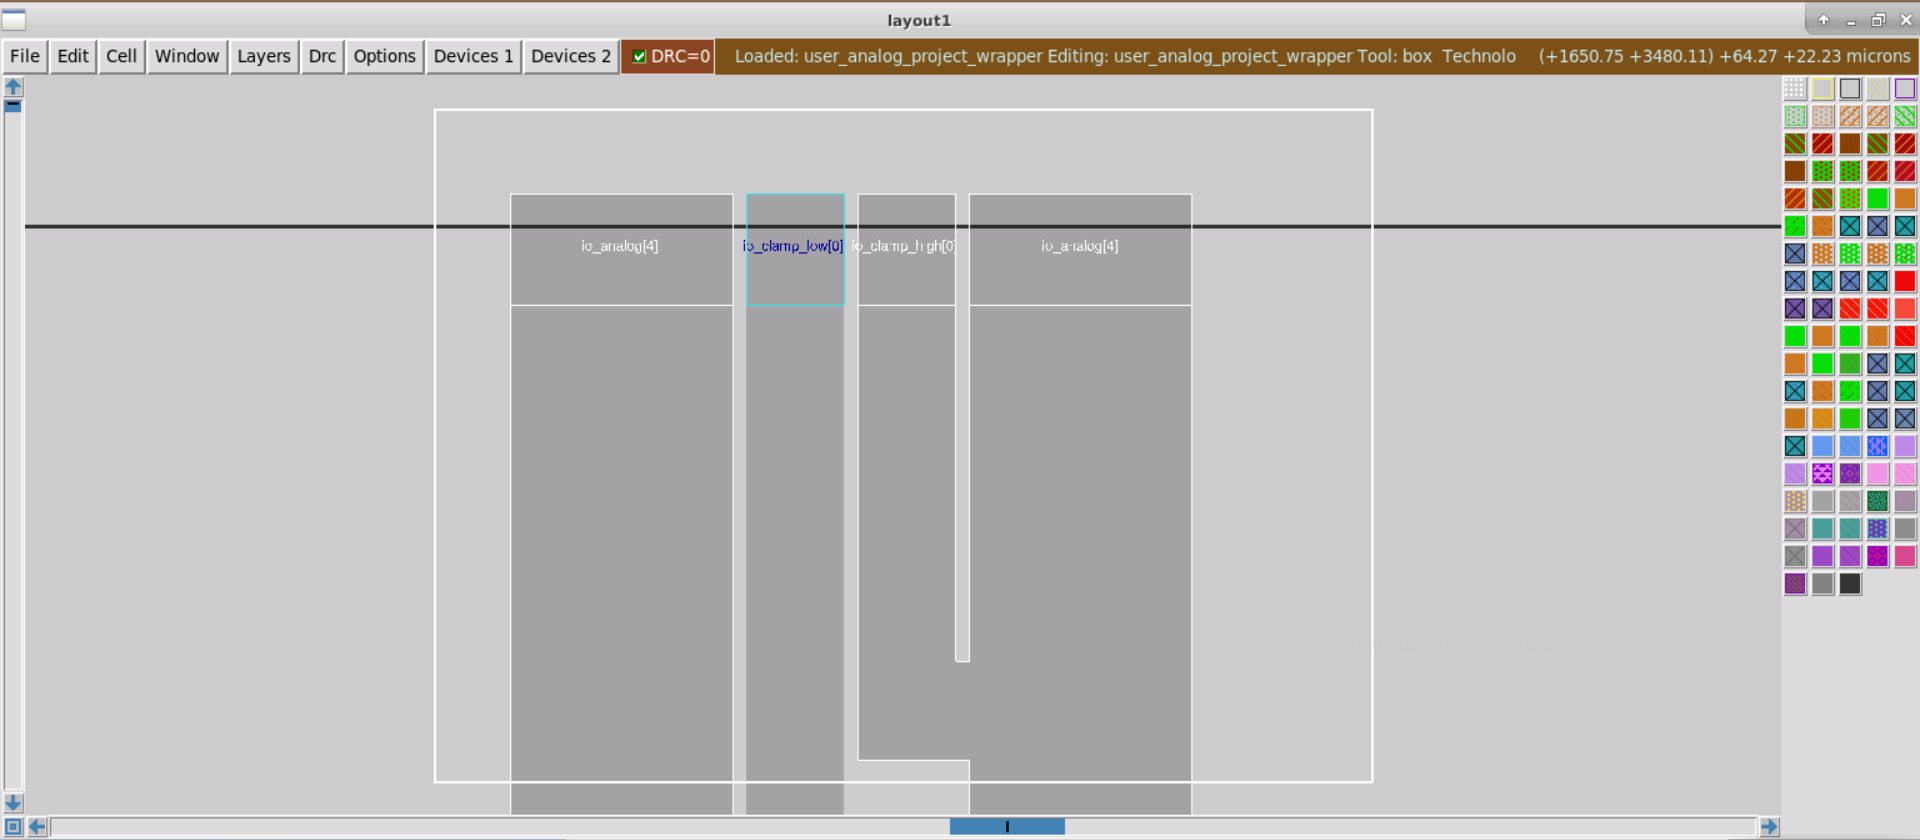 layout1
File Edit Cell Window Layers Drc Options Devices 1 Devices 2 DRC=0 Loaded: user_analog_project_wrapper Editing: user_analog_project_wrapper Tool: box Technolo (+1650.75 +3480.11) +64.27 +22.23 microns
io_analog[4] io_clamp_low[0] io_clamp_high[0] io_analog[4]